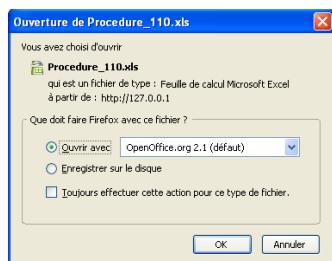 Ouverture de Procedure_110.xls
Vous avez choisi d'ouvrir
Procedure_110.xls
qui est un fichier de type : Feuille de calcul Microsoft Excel
à partir de : http://127.0.0.1
Que doit faire Firefox avec ce fichier ?
Ouvrir avec OpenOffice.org 2.1 (défaut)
Enregistrer sur le disque
Toujours effectuer cette action pour ce type de fichier.
OK Annuler